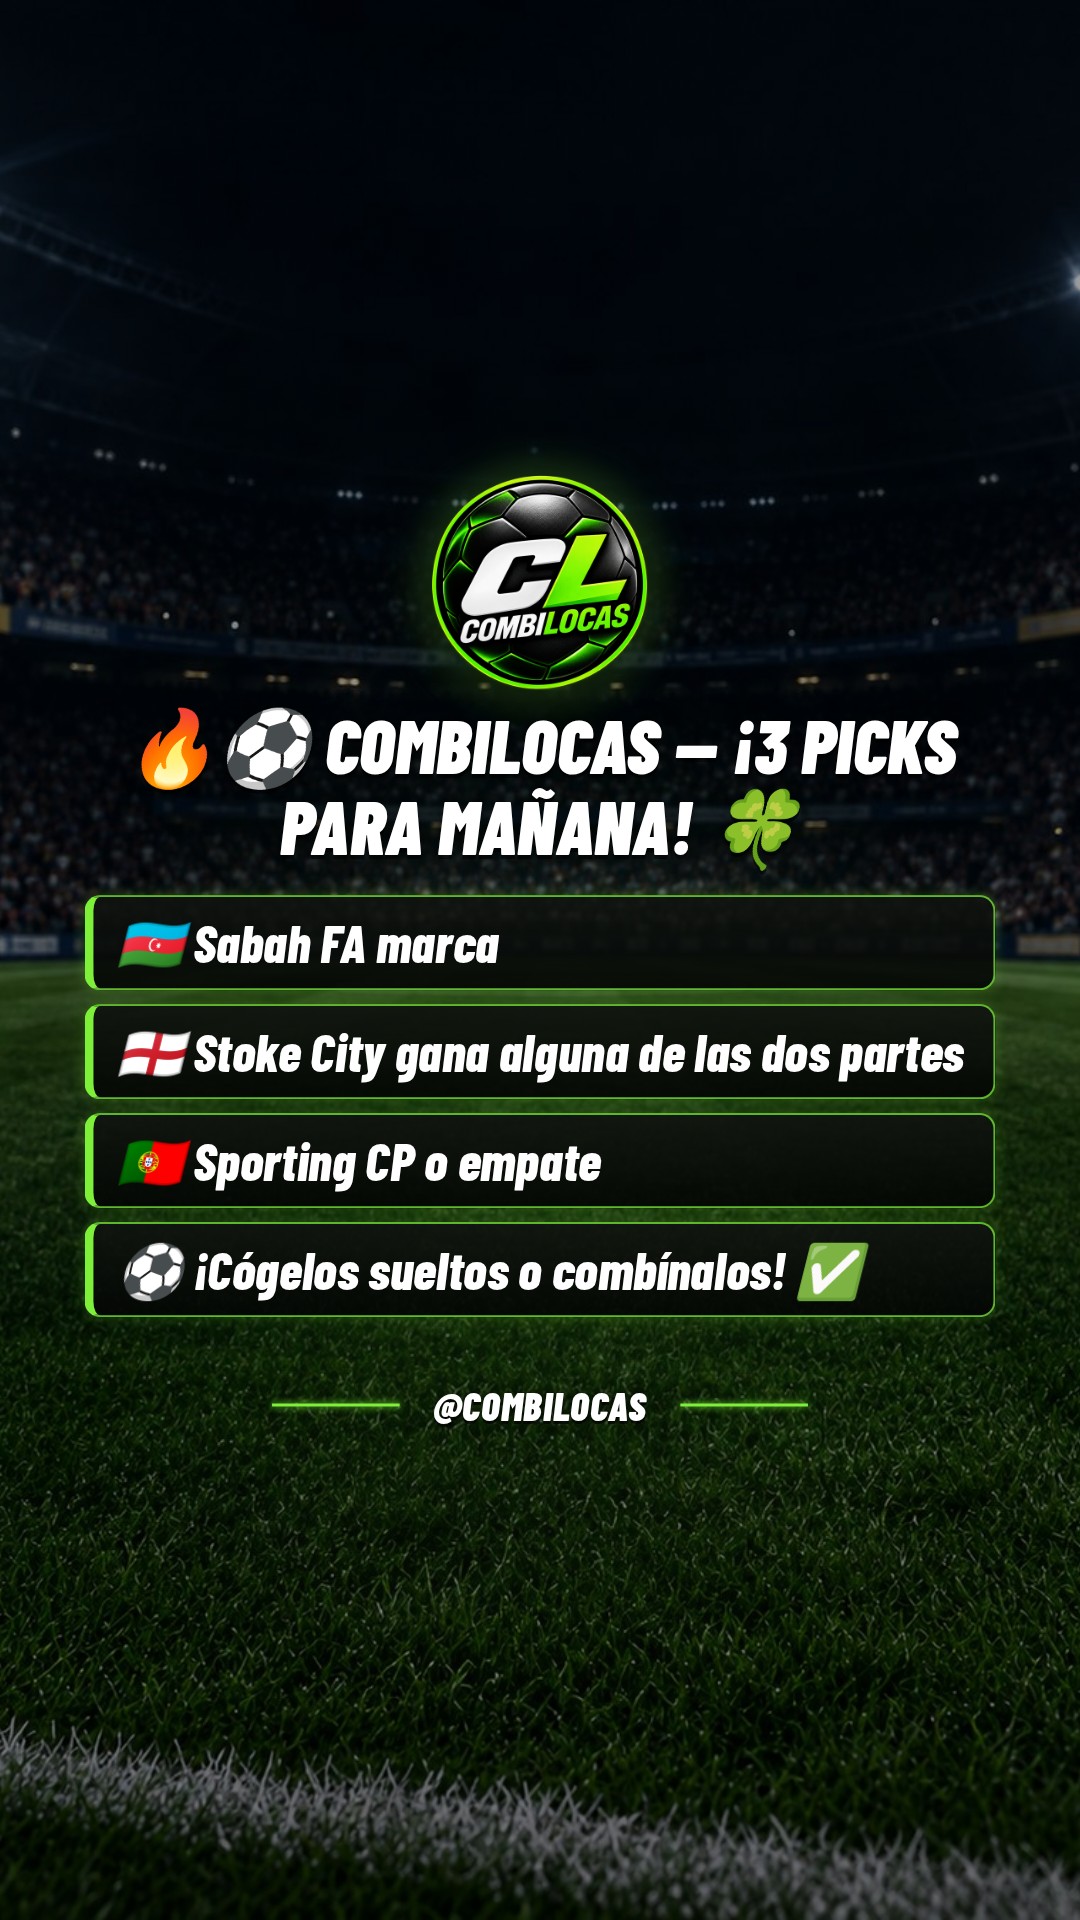 CL
COMBILOCAS
🔥⚽ COMBILOCAS – ¡3 PICKS
PARA MAÑANA! 🍀
🇦🇿 Sabah FA marca
🏴󠁧󠁢󠁥󠁮󠁧󠁿 Stoke City gana alguna de las dos partes
🇵🇹 Sporting CP o empate
⚽ ¡Cógelos sueltos o combínalos! ✅
@COMBILOCAS